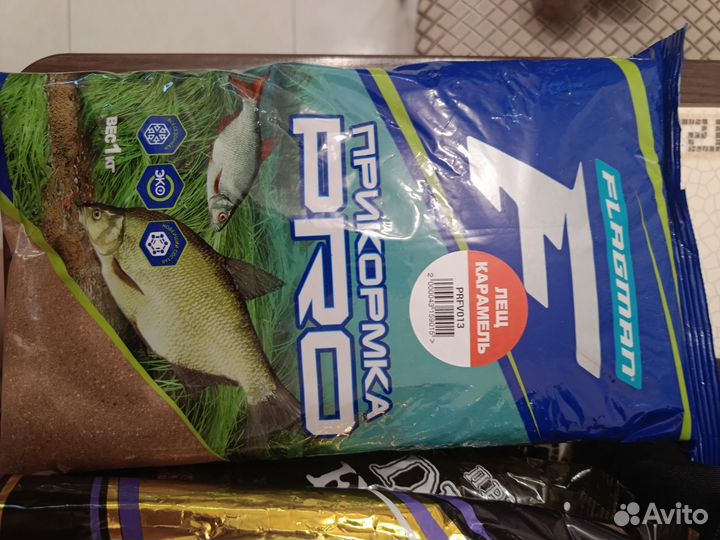 FLAGMAN
ПРИКОРМКА
PRO
ЛЕЩ
КАРАМЕЛЬ
PRFV013
ЭКО
ВЕС 1 КГ
Avito